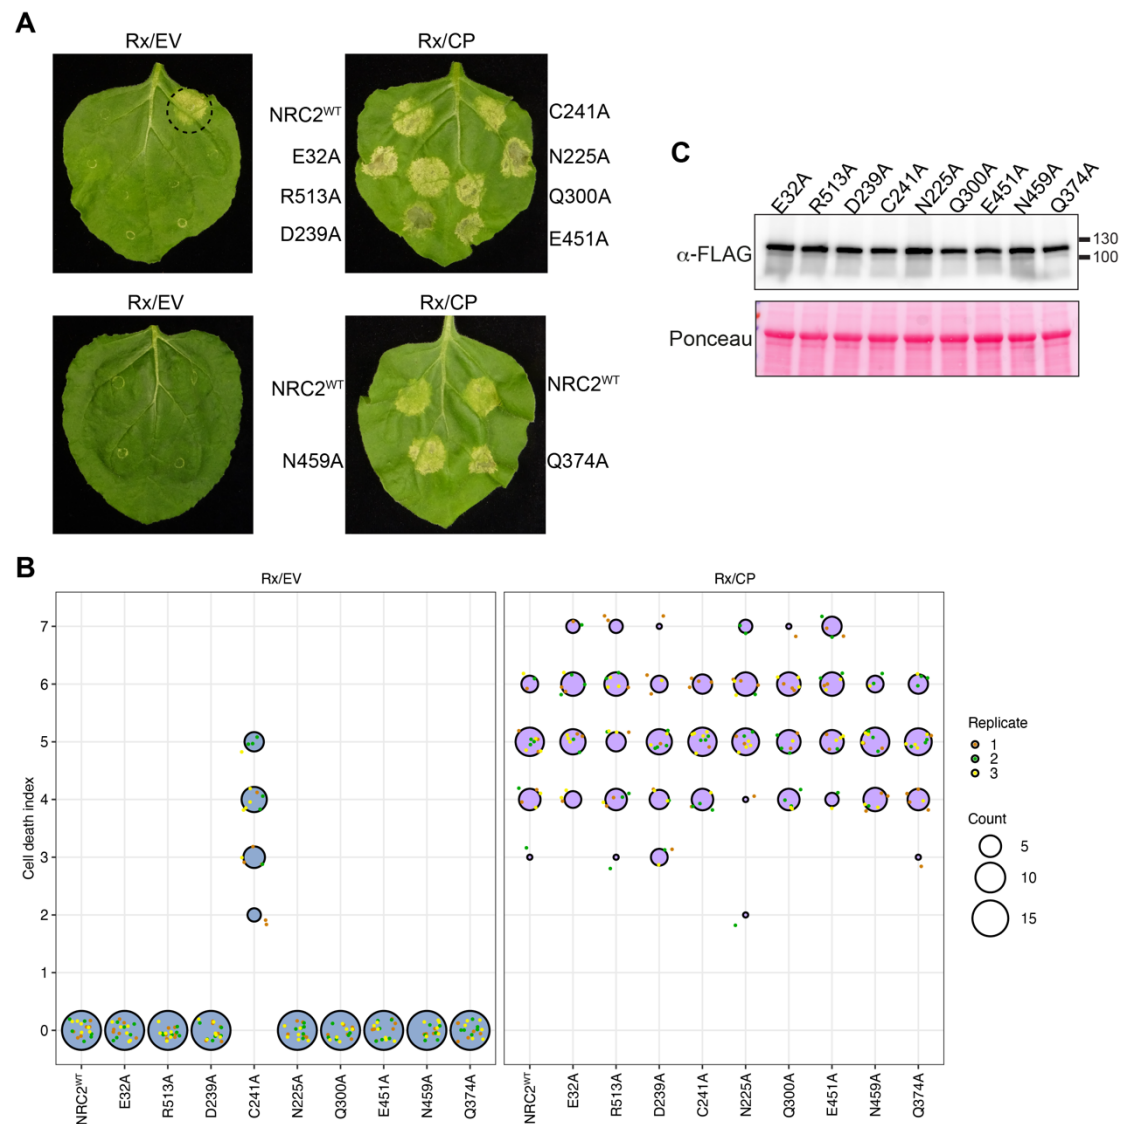 A
Rx/EV
Rx/CP
NRC2WT
C241A
E32A
N225A
R513A
Q300A
D239A
E451A
Rx/EV
Rx/CP
NRC2WT
NRC2WT
N459A
Q374A
C
E32A
R513A
D239A
C241A
N225A
Q300A
E451A
N459A
Q374A
α-FLAG
130
100
Ponceau
B
Rx/EV
Rx/CP
Cell death index
7
6
5
4
3
2
1
0
NRC2WT
E32A
R513A
D239A
C241A
N225A
Q300A
E451A
N459A
Q374A
NRC2WT
E32A
R513A
D239A
C241A
N225A
Q300A
E451A
N459A
Q374A
Replicate
1
2
3
Count
5
10
15